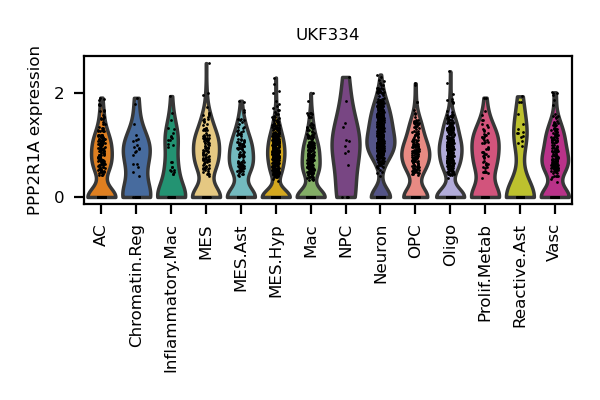 UKF334
PPP2R1A expression
2
0
AC
Chromatin.Reg
Inflammatory.Mac
MES
MES.Ast
MES.Hyp
Mac
NPC
Neuron
OPC
Oligo
Prolif.Metab
Reactive.Ast
Vasc